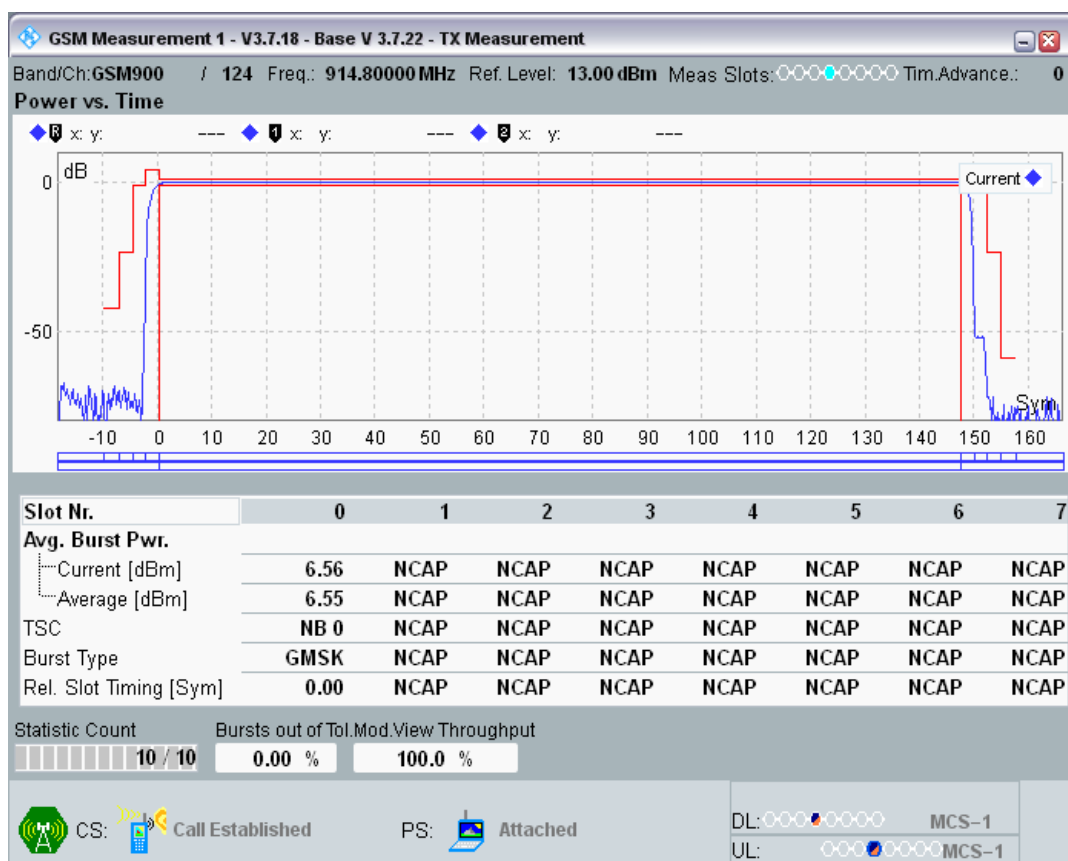 GSM Measurement 1 - V3.7.18 - Base V 3.7.22 - TX Measurement
Band/Ch:GSM900 / 124 Freq.: 914.80000 MHz Ref. Level: 13.00 dBm Meas Slots: Tim.Advance.: 0
Power vs. Time
R x: y: --- 1 x: y: --- 2 x: y: ---
dB
Current
0
-50
Sym
-10 0 10 20 30 40 50 60 70 80 90 100 110 120 130 140 150 160
Slot Nr. 0 1 2 3 4 5 6 7
Avg. Burst Pwr.
Current [dBm] 6.56 NCAP NCAP NCAP NCAP NCAP NCAP NCAP
Average [dBm] 6.55 NCAP NCAP NCAP NCAP NCAP NCAP NCAP
TSC NB 0 NCAP NCAP NCAP NCAP NCAP NCAP NCAP
Burst Type GMSK NCAP NCAP NCAP NCAP NCAP NCAP NCAP
Rel. Slot Timing [Sym] 0.00 NCAP NCAP NCAP NCAP NCAP NCAP NCAP
Statistic Count Bursts out of Tol. Mod.View Throughput
10 / 10 0.00 % 100.0 %
CS: Call Established PS: Attached DL: MCS-1
UL: MCS-1